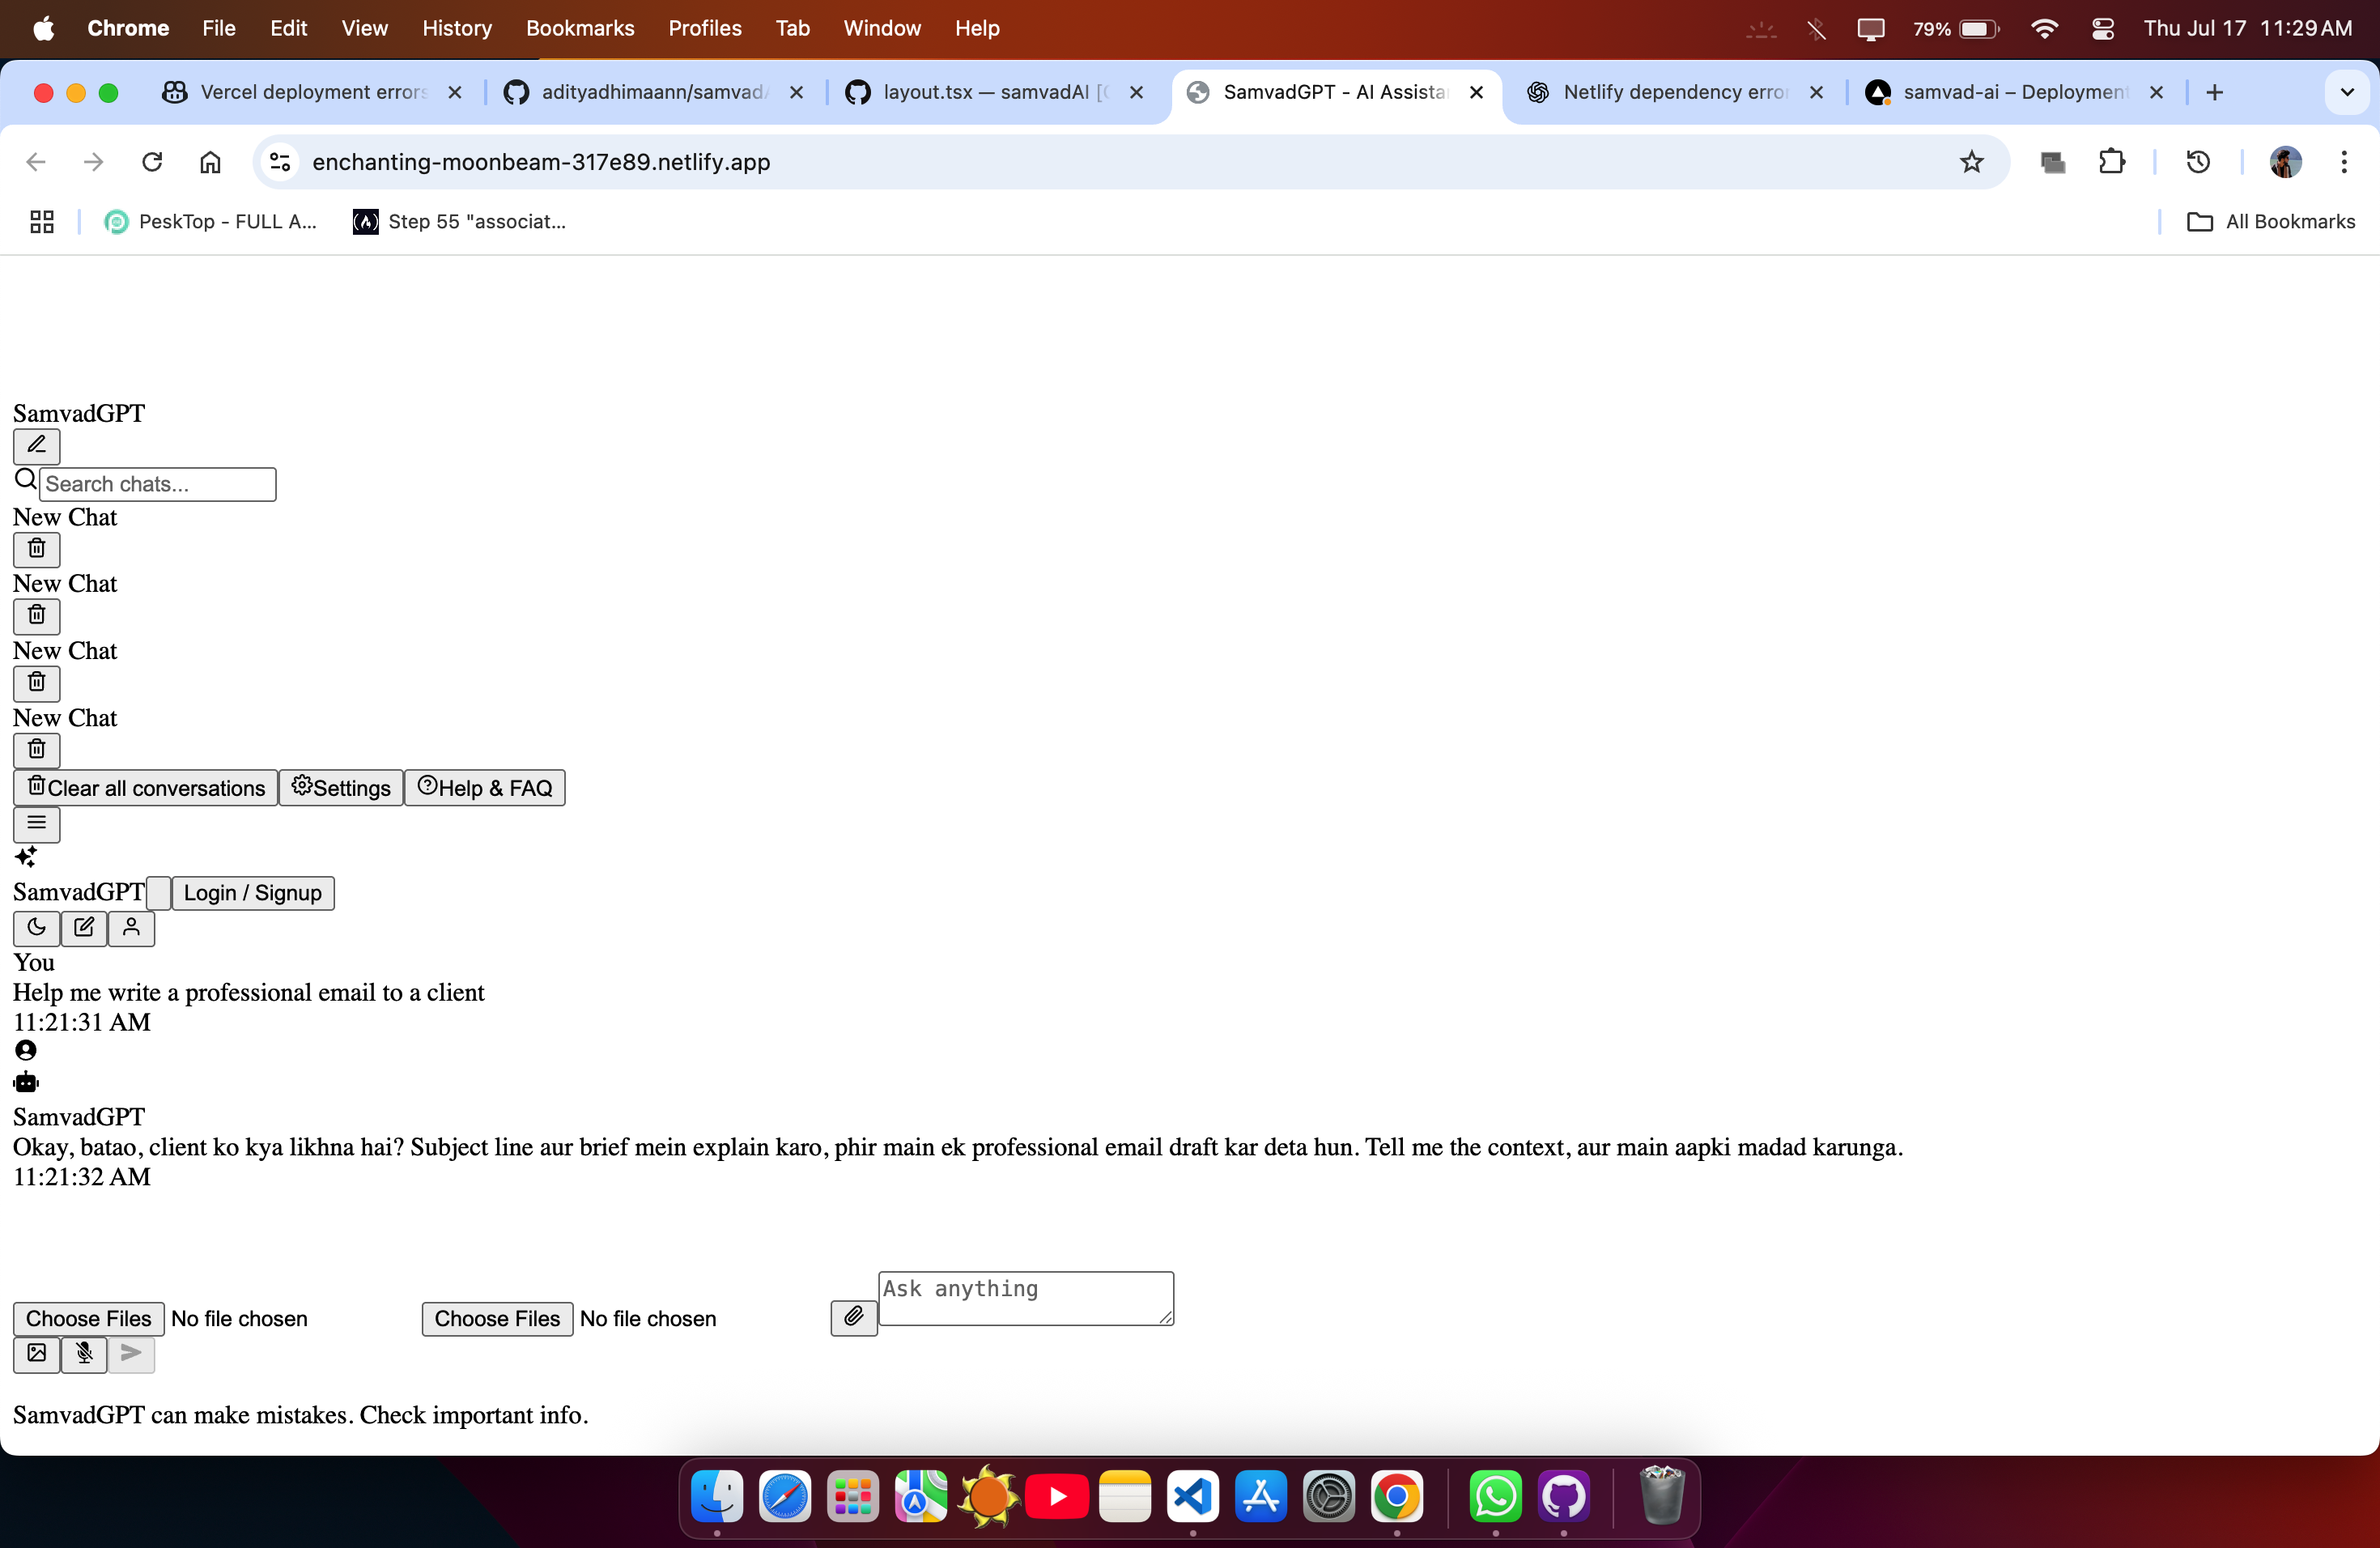 Chrome File Edit View History Bookmarks Profiles Tab Window Help 79% Thu Jul 17 11:29 AM
Vercel deployment errors adityadhimaann/samvad layout.tsx — samvadAI [ SamvadGPT - AI Assista Netlify dependency error samvad-ai – Deployment
enchanting-moonbeam-317e89.netlify.app
PeskTop - FULL A... Step 55 "associat... All Bookmarks
SamvadGPT
Search chats...
New Chat
New Chat
New Chat
New Chat
Clear all conversations Settings Help & FAQ
SamvadGPT Login / Signup
You
Help me write a professional email to a client
11:21:31 AM
SamvadGPT
Okay, batao, client ko kya likhna hai? Subject line aur brief mein explain karo, phir main ek professional email draft kar deta hun. Tell me the context, aur main aapki madad karunga.
11:21:32 AM
Ask anything
Choose Files No file chosen Choose Files No file chosen
SamvadGPT can make mistakes. Check important info.